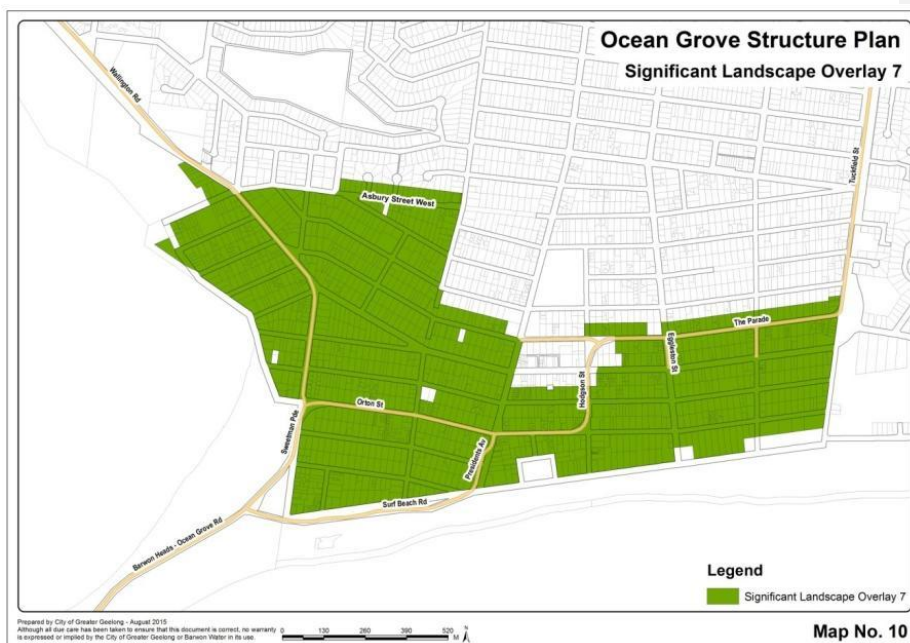 Ocean Grove Structure Plan
Significant Landscape Overlay 7
Wallington Rd
Tuckfield St
Asbury Street West
The Parade
Eggleston St
Hodgson St
Orton St
Sweetman Pde
Presidents Av
Surf Beach Rd
Barwon Heads - Ocean Grove Rd
Legend
Significant Landscape Overlay 7
Prepared by City of Greater Geelong - August 2015
Although all due care has been taken to ensure that this document is correct, no warranty
is expressed or implied by the City of Greater Geelong or Barwon Water in its use.
0 130 260 390 520
M
N
Map No. 10